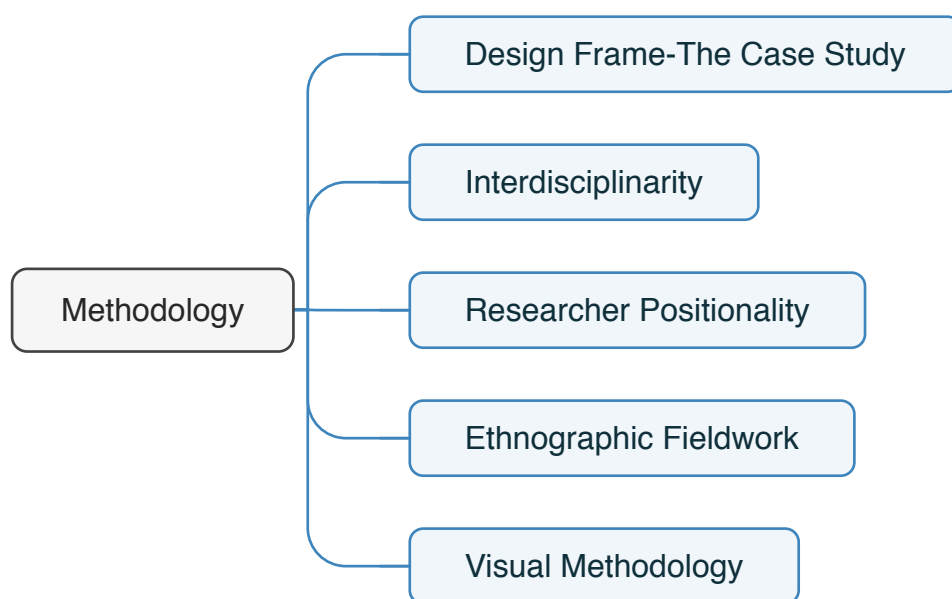 Design Frame-The Case Study
Interdisciplinarity
Methodology
Researcher Positionality
Ethnographic Fieldwork
Visual Methodology